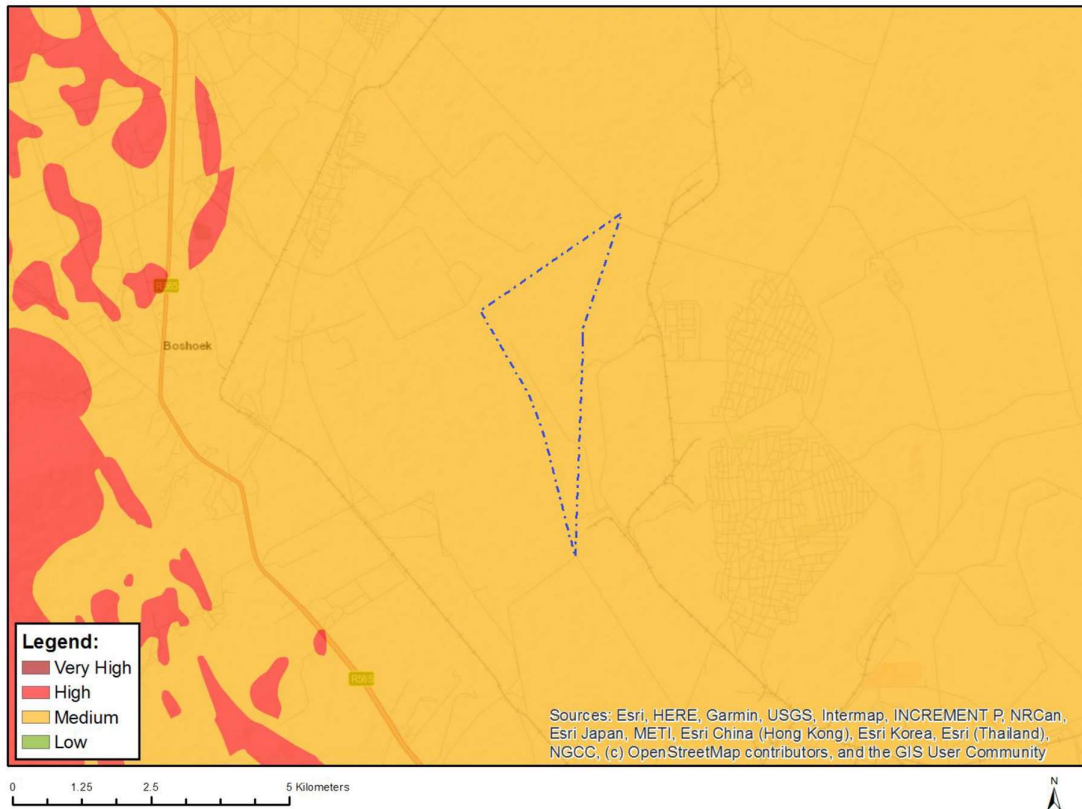 R565
Boshoek
R565
Legend:
Very High
High
Medium
Low
Sources: Esri, HERE, Garmin, USGS, Intermap, INCREMENT P, NRCan,
Esri Japan, METI, Esri China (Hong Kong), Esri Korea, Esri (Thailand),
NGCC, (c) OpenStreetMap contributors, and the GIS User Community
0 1.25 2.5 5 Kilometers
N